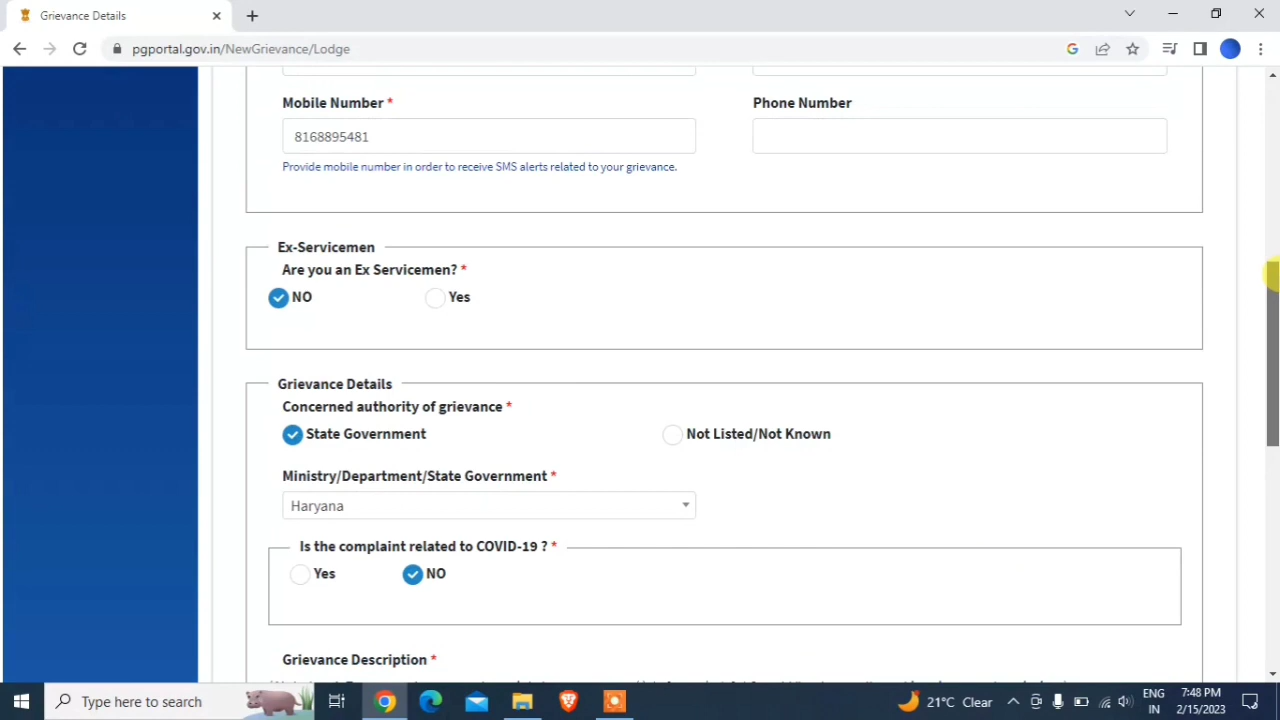 Grievance Details
pgportal.gov.in/NewGrievance/Lodge
Mobile Number *
Phone Number
8168895481
Provide mobile number in order to receive SMS alerts related to your grievance.
Ex-Servicemen
Are you an Ex Servicemen? *
NO
Yes
Grievance Details
Concerned authority of grievance *
State Government
Not Listed/Not Known
Ministry/Department/State Government *
Haryana
Is the complaint related to COVID-19 ? *
Yes
NO
Grievance Description *
Type here to search
21°C Clear
ENG
IN
7:48 PM
2/15/2023